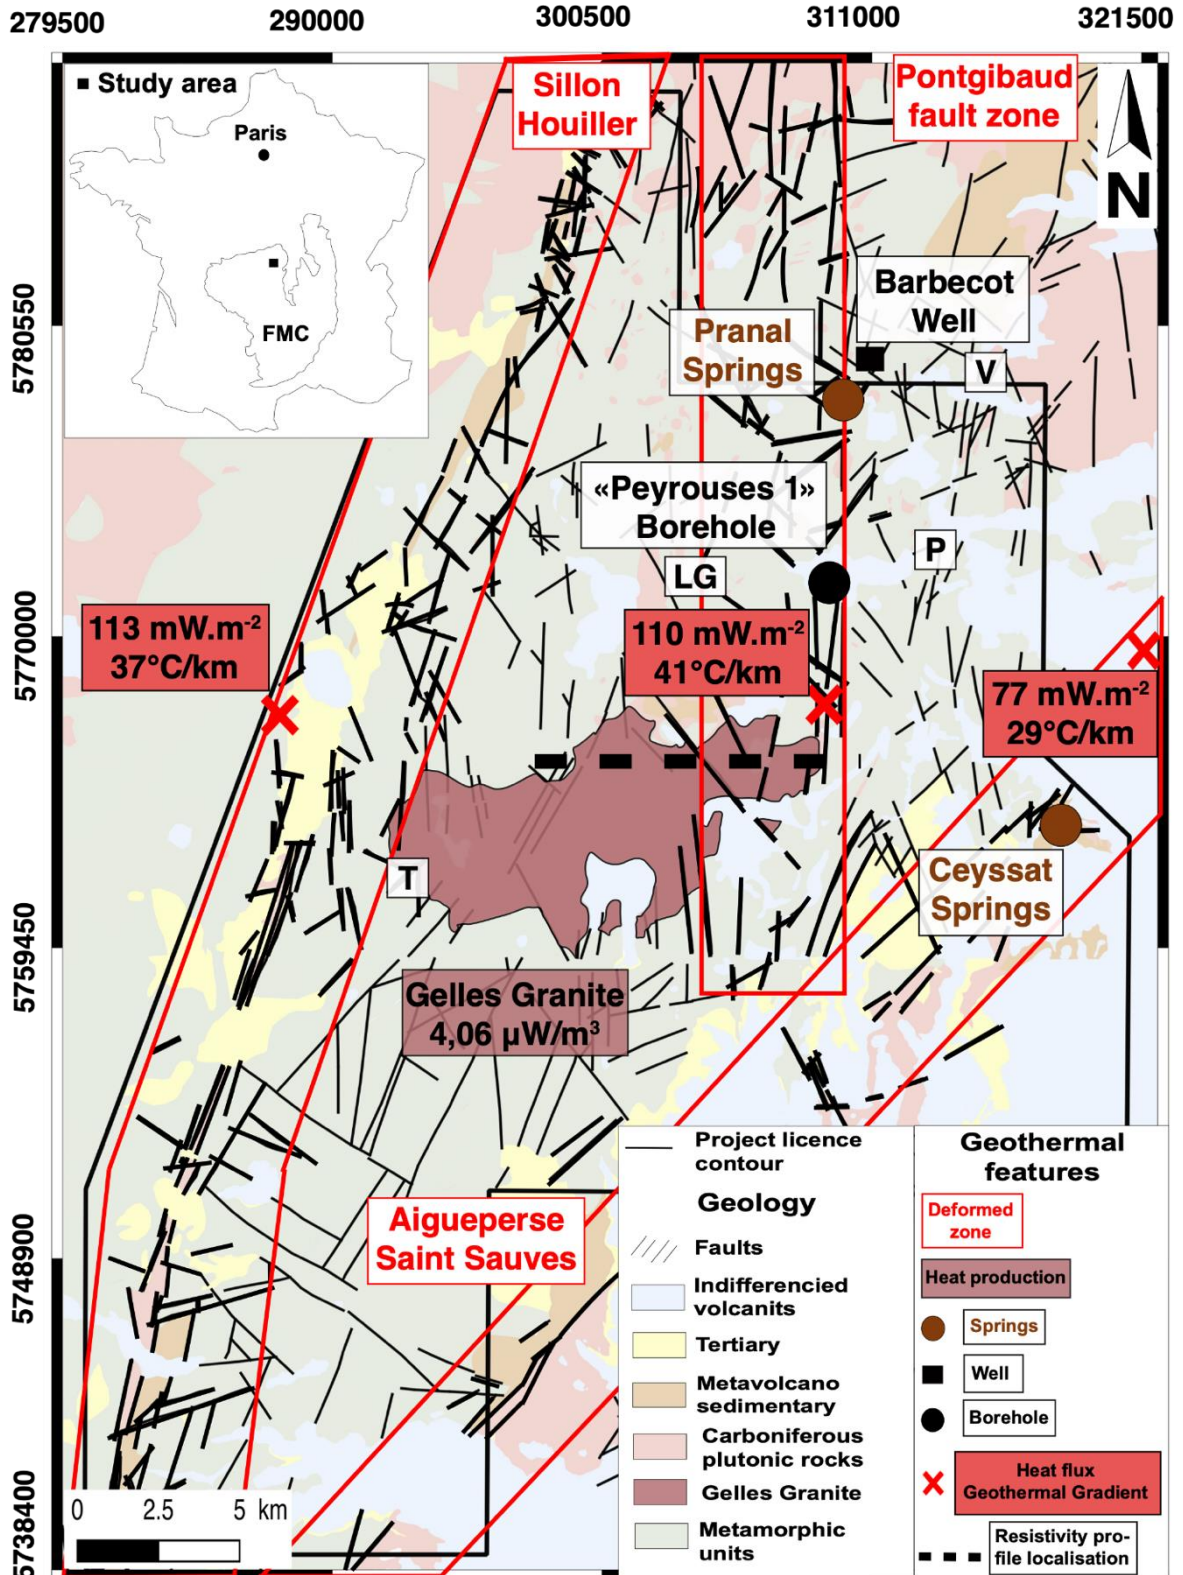 279500 290000 300500 311000 321500
Study area
Paris
FMC
Sillon
Houiller
Pontgibaud
fault zone
N
5780550
Barbecot
Well
Pranal
Springs
V
«Peyrouses 1»
Borehole
P
LG
5770000
113 mW.m-2
37°C/km
110 mW.m-2
41°C/km
77 mW.m-2
29°C/km
T
Ceyssat
Springs
5759450
Gelles Granite
4,06 µW/m3
Aigueperse
Saint Sauves
5748900
5738400
0 2.5 5 km
Project licence
contour
Geology
Faults
Indifferencied
volcanits
Tertiary
Metavolcano
sedimentary
Carboniferous
plutonic rocks
Gelles Granite
Metamorphic
units
Geothermal
features
Deformed
zone
Heat production
Springs
Well
Borehole
Heat flux
Geothermal Gradient
Resistivity pro-
file localisation